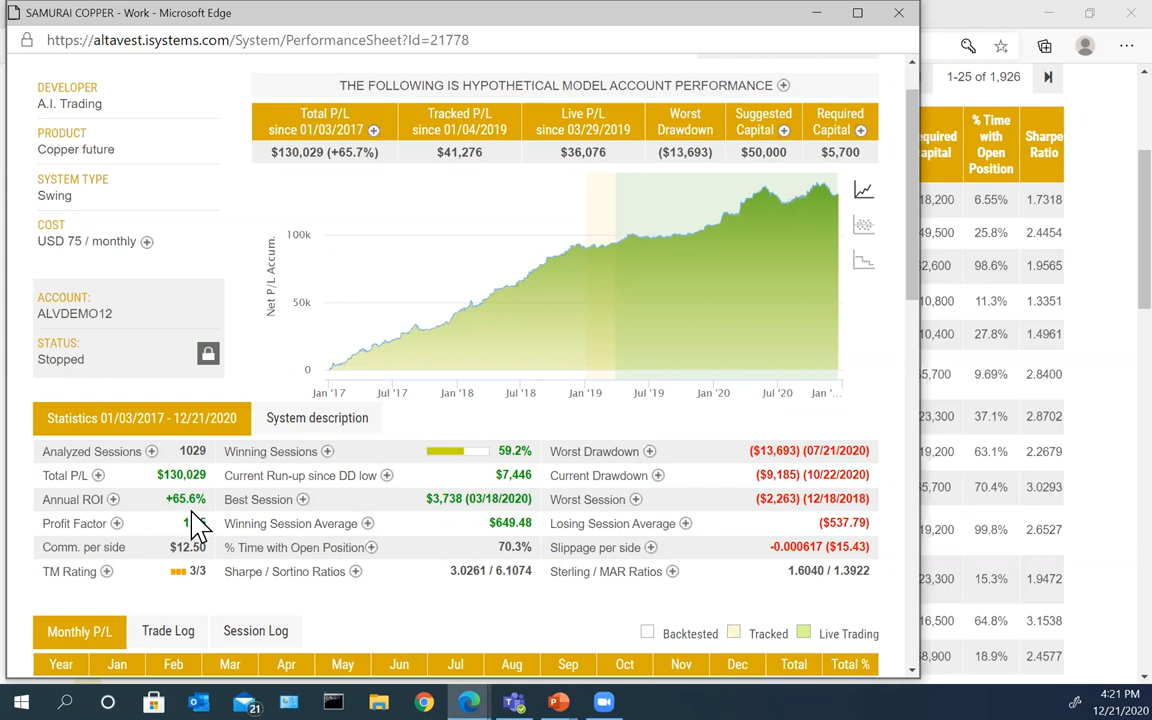 SAMURAI COPPER - Work - Microsoft Edge
https://altavest.isystems.com/System/PerformanceSheet?Id=21778
DEVELOPER
A.I. Trading
PRODUCT
Copper future
SYSTEM TYPE
Swing
COST
USD 75 / monthly
ACCOUNT:
ALVDEMO12
STATUS:
Stopped
THE FOLLOWING IS HYPOTHETICAL MODEL ACCOUNT PERFORMANCE
Total P/L since 01/03/2017 Tracked P/L since 01/04/2019 Live P/L since 03/29/2019 Worst Drawdown Suggested Capital Required Capital
$130,029 (+65.7%) $41,276 $36,076 ($13,693) $50,000 $5,700
Net P/L Accum.
100k
50k
0
Jan '17 Jul '17 Jan '18 Jul '18 Jan '19 Jul '19 Jan '20 Jul '20 Jan '...
Statistics 01/03/2017 - 12/21/2020 System description
Analyzed Sessions 1029 Winning Sessions 59.2% Worst Drawdown ($13,693) (07/21/2020)
Total P/L $130,029 Current Run-up since DD low $7,446 Current Drawdown ($9,185) (10/22/2020)
Annual ROI +65.6% Best Session $3,738 (03/18/2020) Worst Session ($2,263) (12/18/2018)
Profit Factor Winning Session Average $649.48 Losing Session Average ($537.79)
Comm. per side $12.50 % Time with Open Position 70.3% Slippage per side -0.000617 ($15.43)
TM Rating 3/3 Sharpe / Sortino Ratios 3.0261 / 6.1074 Sterling / MAR Ratios 1.6040 / 1.3922
Monthly P/L Trade Log Session Log Backtested Tracked Live Trading
Year Jan Feb Mar Apr May Jun Jul Aug Sep Oct Nov Dec Total Total %
1-25 of 1,926
% Time with Open Position Sharpe Ratio
6.55% 1.7318
25.8% 2.4454
98.6% 1.9565
11.3% 1.3351
27.8% 1.4961
9.69% 2.8400
37.1% 2.8702
63.1% 2.2679
70.4% 3.0293
99.8% 2.6527
15.3% 1.9472
64.8% 3.1538
18.9% 2.4577
21
4:21 PM
12/21/2020